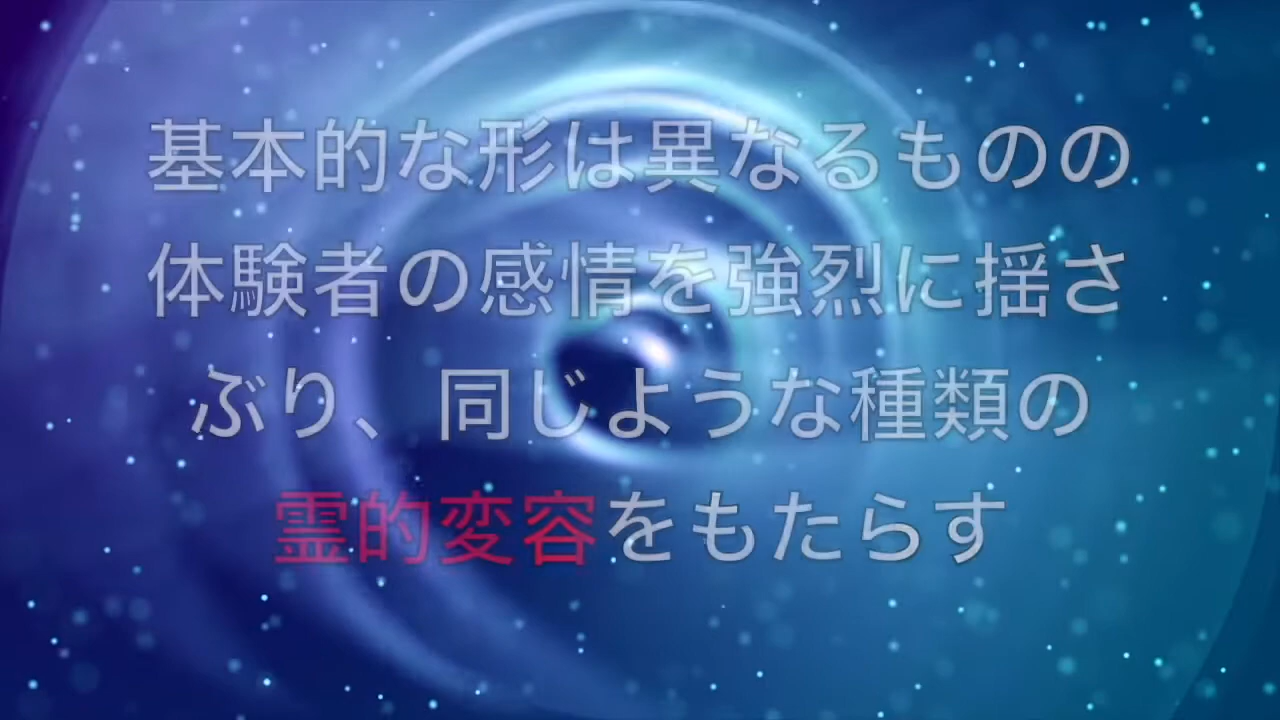 基本的な形は異なるものの
体験者の感情を強烈に揺さ
ぶり、同じような種類の
霊的変容をもたらす